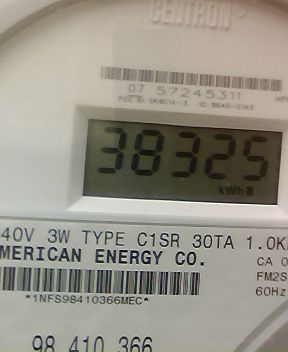 CENTRON®
07 57245311
38325
kWh
40V 3W TYPE C1SR 30TA 1.0K
MERICAN ENERGY CO.
CA 0
FM2S
60Hz
*1NFS98410366MEC*
98 410 366